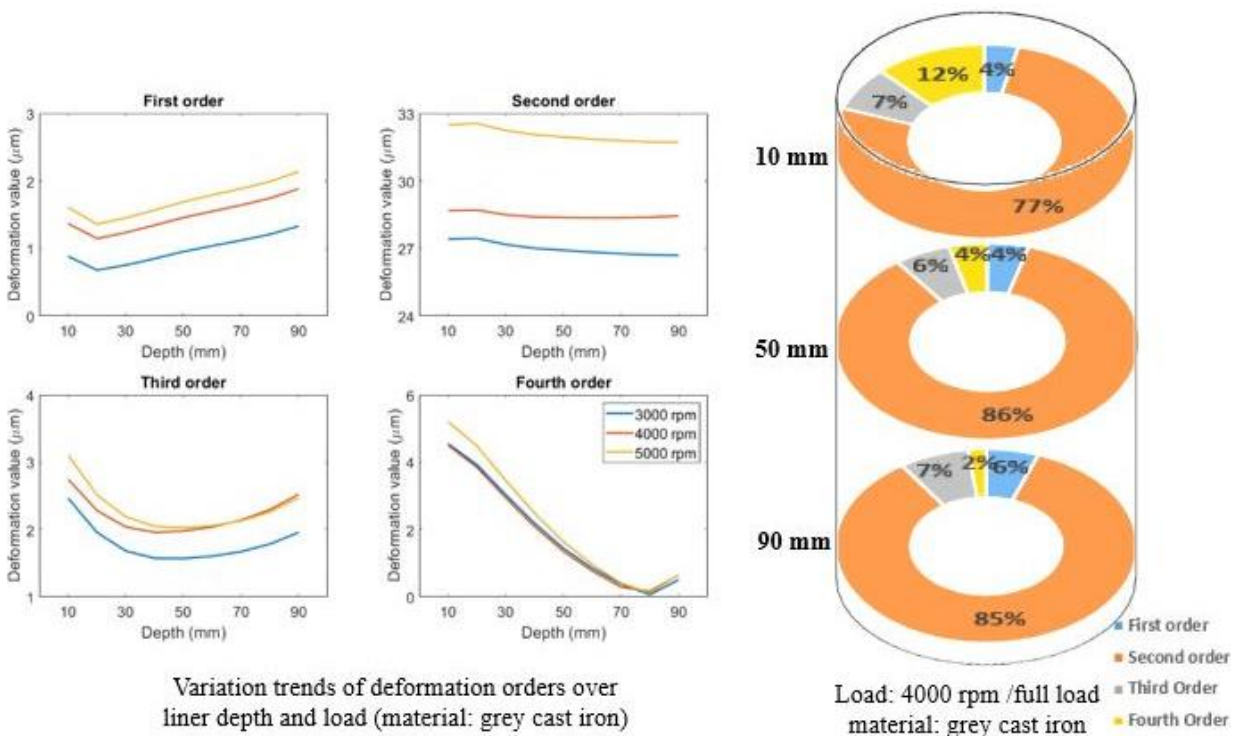 First order
Deformation value (μm)
3
2
1
0
10 30 50 70 90
Depth (mm)
Second order
Deformation value (μm)
33
30
27
24
10 30 50 70 90
Depth (mm)
Third order
Deformation value (μm)
4
3
2
1
10 30 50 70 90
Depth (mm)
Fourth order
Deformation value (μm)
6
4
2
0
3000 rpm
4000 rpm
5000 rpm
10 30 50 70 90
Depth (mm)
Variation trends of deformation orders over
liner depth and load (material: grey cast iron)
10 mm
12% 4%
7%
77%
50 mm
6% 4% 4%
86%
90 mm
7% 2% 6%
85%
First order
Second order
Third Order
Fourth Order
Load: 4000 rpm /full load
material: grey cast iron